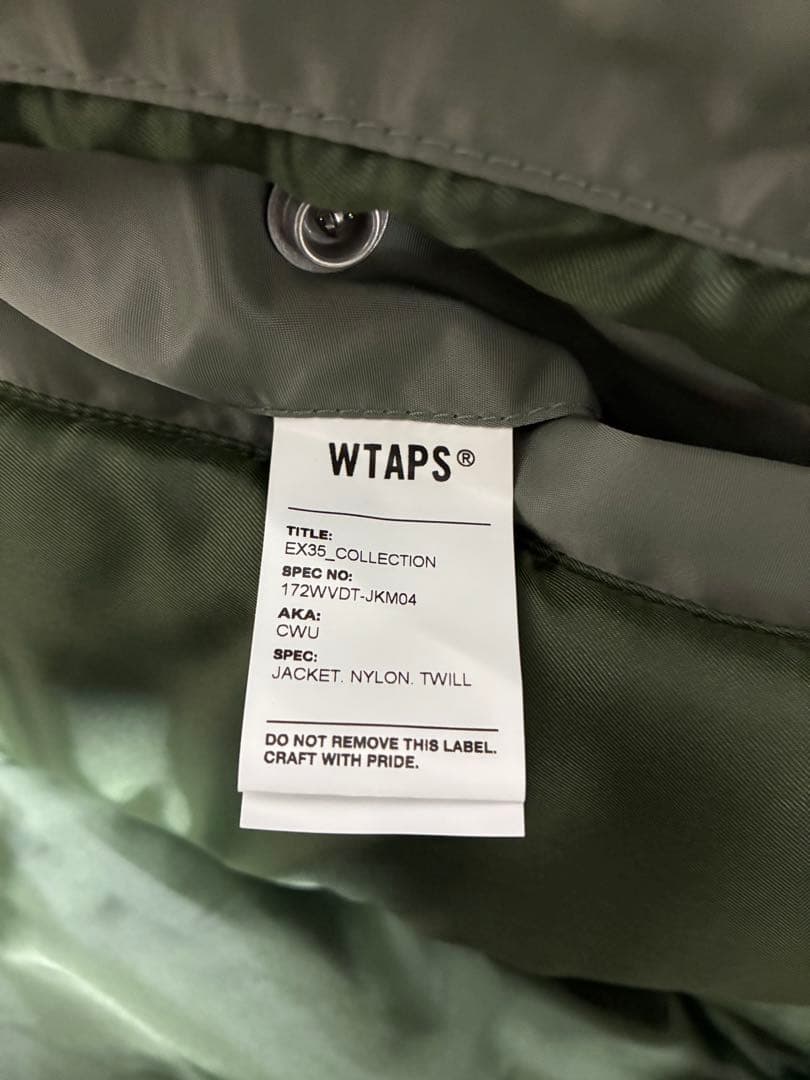 WTAPS®
TITLE:
EX35_COLLECTION
SPEC NO:
172WVDT-JKM04
AKA:
CWU
SPEC:
JACKET. NYLON. TWILL
DO NOT REMOVE THIS LABEL.
CRAFT WITH PRIDE.